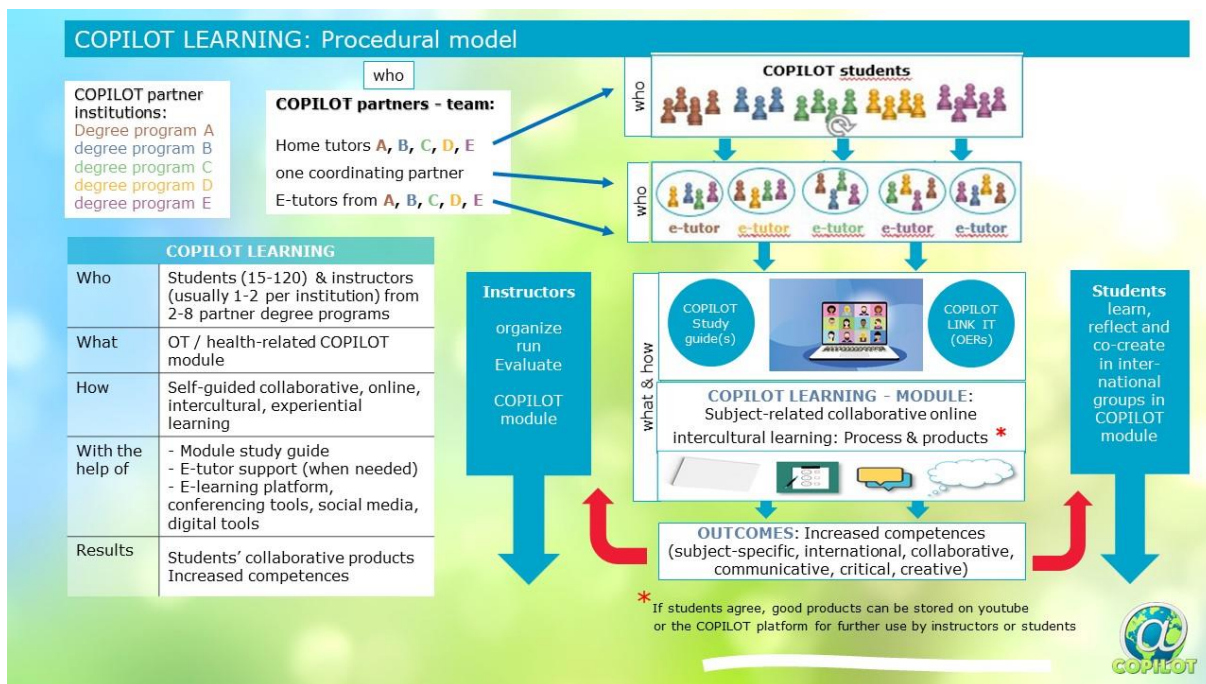 COPILOT LEARNING: Procedural model
COPILOT partner
institutions:
Degree program A
degree program B
degree program C
degree program D
degree program E
who
COPILOT partners - team:
Home tutors A, B, C, D, E
one coordinating partner
E-tutors from A, B, C, D, E
who
COPILOT students
who
e-tutor
e-tutor
e-tutor
e-tutor
e-tutor
COPILOT LEARNING
Who
Students (15-120) & instructors
(usually 1-2 per institution) from
2-8 partner degree programs
What
OT / health-related COPILOT
module
How
Self-guided collaborative, online,
intercultural, experiential
learning
With the
help of
- Module study guide
- E-tutor support (when needed)
- E-learning platform,
conferencing tools, social media,
digital tools
Results
Students' collaborative products
Increased competences
Instructors
organize
run
Evaluate
COPILOT
module
what & how
COPILOT
Study
guide(s)
COPILOT
LINK IT
(OERs)
COPILOT LEARNING - MODULE:
Subject-related collaborative online
intercultural learning: Process & products *
OUTCOMES: Increased competences
(subject-specific, international, collaborative,
communicative, critical, creative)
Students
learn,
reflect and
co-create
in inter-
national
groups in
COPILOT
module
* If students agree, good products can be stored on youtube
or the COPILOT platform for further use by instructors or students
@
COPILOT